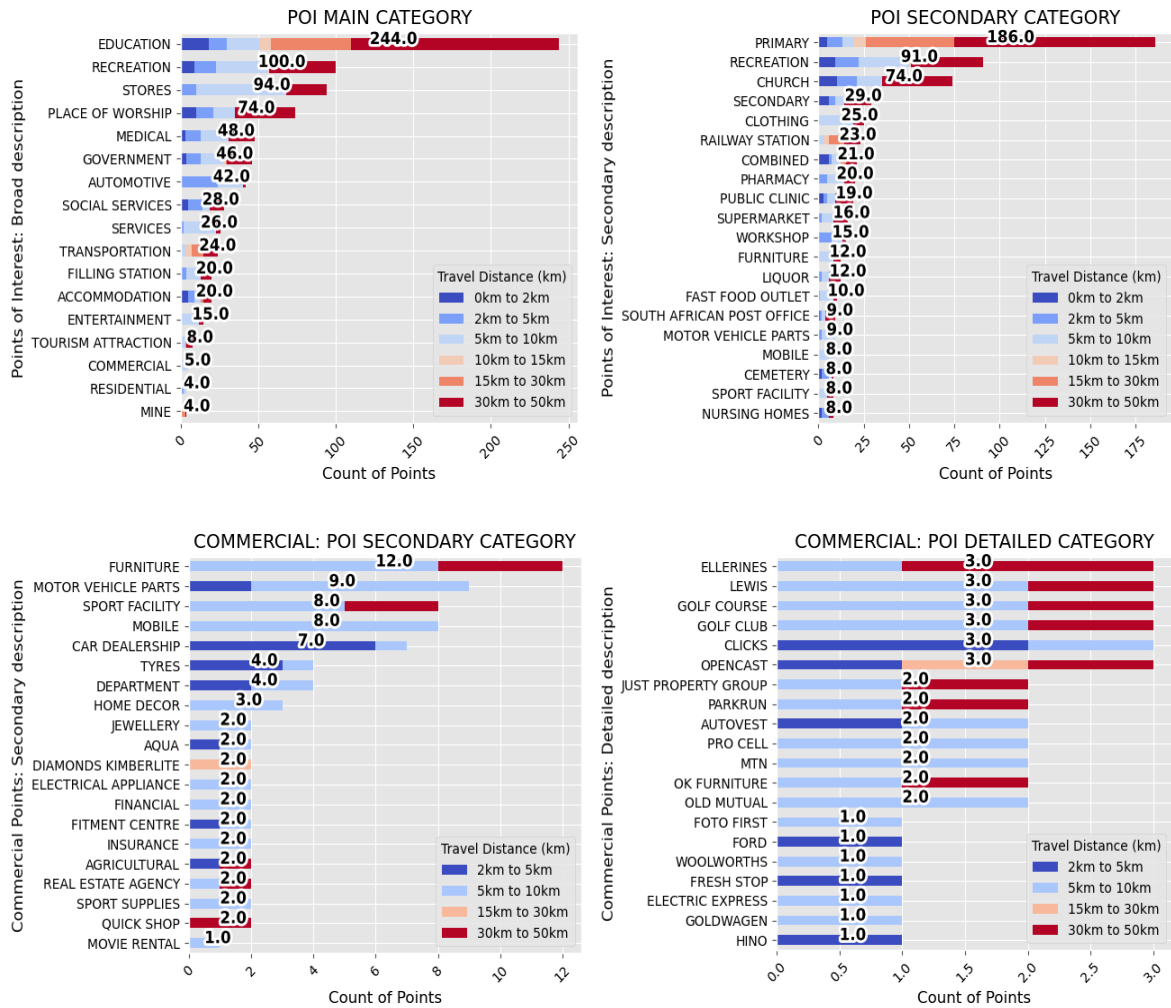 POI MAIN CATEGORY
Points of Interest: Broad description
EDUCATION 244.0
RECREATION 100.0
STORES 94.0
PLACE OF WORSHIP 74.0
MEDICAL 48.0
GOVERNMENT 46.0
AUTOMOTIVE 42.0
SOCIAL SERVICES 28.0
SERVICES 26.0
TRANSPORTATION 24.0
FILLING STATION 20.0
ACCOMMODATION 20.0
ENTERTAINMENT 15.0
TOURISM ATTRACTION 8.0
COMMERCIAL 5.0
RESIDENTIAL 4.0
MINE 4.0
Travel Distance (km)
0km to 2km
2km to 5km
5km to 10km
10km to 15km
15km to 30km
30km to 50km
0 50 100 150 200 250
Count of Points
POI SECONDARY CATEGORY
Points of Interest: Secondary description
PRIMARY 186.0
RECREATION 91.0
CHURCH 74.0
SECONDARY 29.0
CLOTHING 25.0
RAILWAY STATION 23.0
COMBINED 21.0
PHARMACY 20.0
PUBLIC CLINIC 19.0
SUPERMARKET 16.0
WORKSHOP 15.0
FURNITURE 12.0
LIQUOR 12.0
FAST FOOD OUTLET 10.0
SOUTH AFRICAN POST OFFICE 9.0
MOTOR VEHICLE PARTS 9.0
MOBILE 8.0
CEMETERY 8.0
SPORT FACILITY 8.0
NURSING HOMES 8.0
Travel Distance (km)
0km to 2km
2km to 5km
5km to 10km
10km to 15km
15km to 30km
30km to 50km
0 25 50 75 100 125 150 175
Count of Points
COMMERCIAL: POI SECONDARY CATEGORY
Commercial Points: Secondary description
FURNITURE 12.0
MOTOR VEHICLE PARTS 9.0
SPORT FACILITY 8.0
MOBILE 8.0
CAR DEALERSHIP 7.0
TYRES 4.0
DEPARTMENT 4.0
HOME DECOR 3.0
JEWELLERY 2.0
AQUA 2.0
DIAMONDS KIMBERLITE 2.0
ELECTRICAL APPLIANCE 2.0
FINANCIAL 2.0
FITMENT CENTRE 2.0
INSURANCE 2.0
AGRICULTURAL 2.0
REAL ESTATE AGENCY 2.0
SPORT SUPPLIES 2.0
QUICK SHOP 2.0
MOVIE RENTAL 1.0
Travel Distance (km)
2km to 5km
5km to 10km
15km to 30km
30km to 50km
0 2 4 6 8 10 12
Count of Points
COMMERCIAL: POI DETAILED CATEGORY
Commercial Points: Detailed description
ELLERINES 3.0
LEWIS 3.0
GOLF COURSE 3.0
GOLF CLUB 3.0
CLICKS 3.0
OPENCAST 3.0
JUST PROPERTY GROUP 2.0
PARKRUN 2.0
AUTOVEST 2.0
PRO CELL 2.0
MTN 2.0
OK FURNITURE 2.0
OLD MUTUAL 2.0
FOTO FIRST 1.0
FORD 1.0
WOOLWORTHS 1.0
FRESH STOP 1.0
ELECTRIC EXPRESS 1.0
GOLDWAGEN 1.0
HINO 1.0
Travel Distance (km)
2km to 5km
5km to 10km
15km to 30km
30km to 50km
0.0 0.5 1.0 1.5 2.0 2.5 3.0
Count of Points